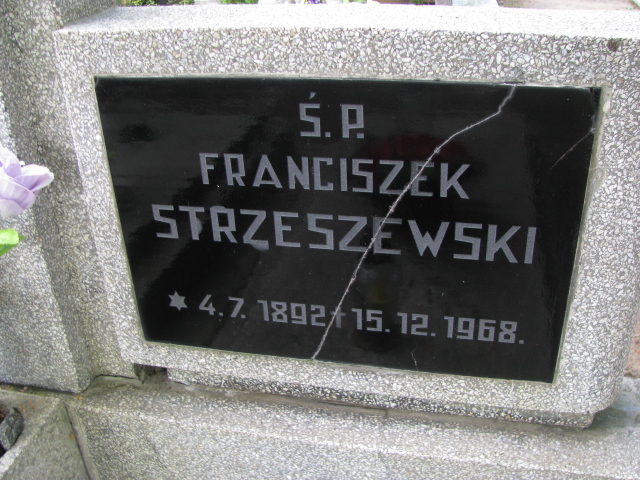 Ś.P.
FRANCISZEK
STRZESZEWSKI
* 4.7.1892 † 15.12.1968.